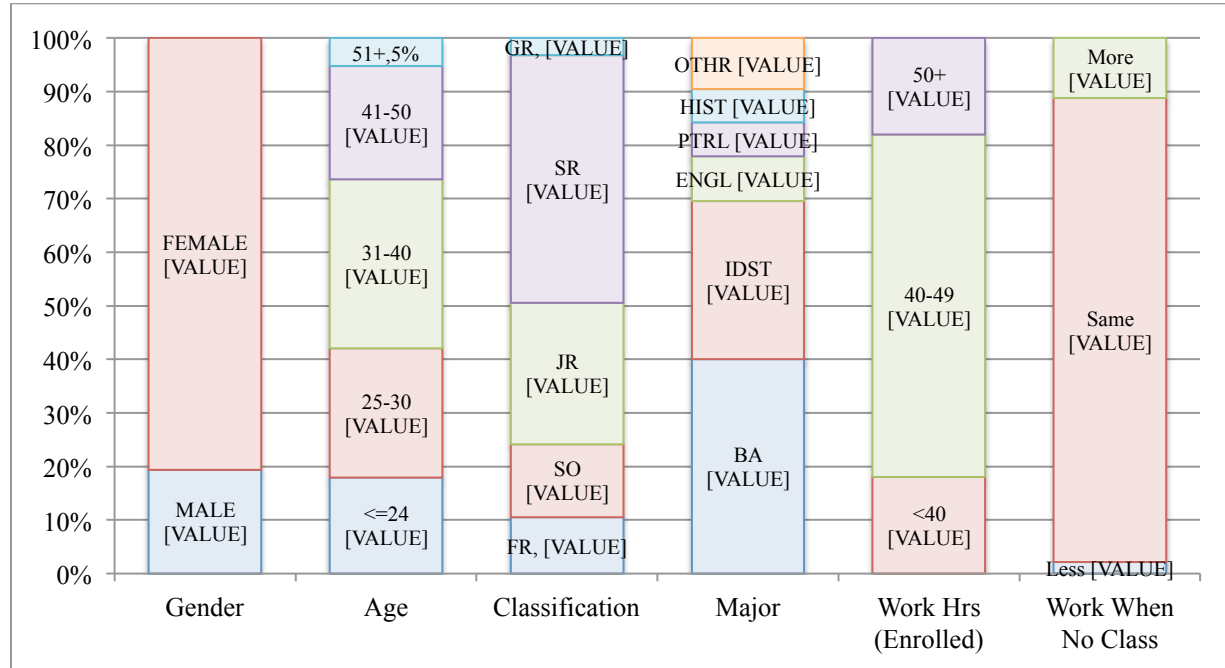 100%
90%
80%
70%
60%
50%
40%
30%
20%
10%
0%
FEMALE
[VALUE]
MALE
[VALUE]
51+,5%
41-50
[VALUE]
31-40
[VALUE]
25-30
[VALUE]
<=24
[VALUE]
GR, [VALUE]
SR
[VALUE]
JR
[VALUE]
SO
[VALUE]
FR, [VALUE]
OTHR [VALUE]
HIST [VALUE]
PTRL [VALUE]
ENGL [VALUE]
IDST
[VALUE]
BA
[VALUE]
50+
[VALUE]
40-49
[VALUE]
<40
[VALUE]
More
[VALUE]
Same
[VALUE]
Less [VALUE]
Gender
Age
Classification
Major
Work Hrs
(Enrolled)
Work When
No Class